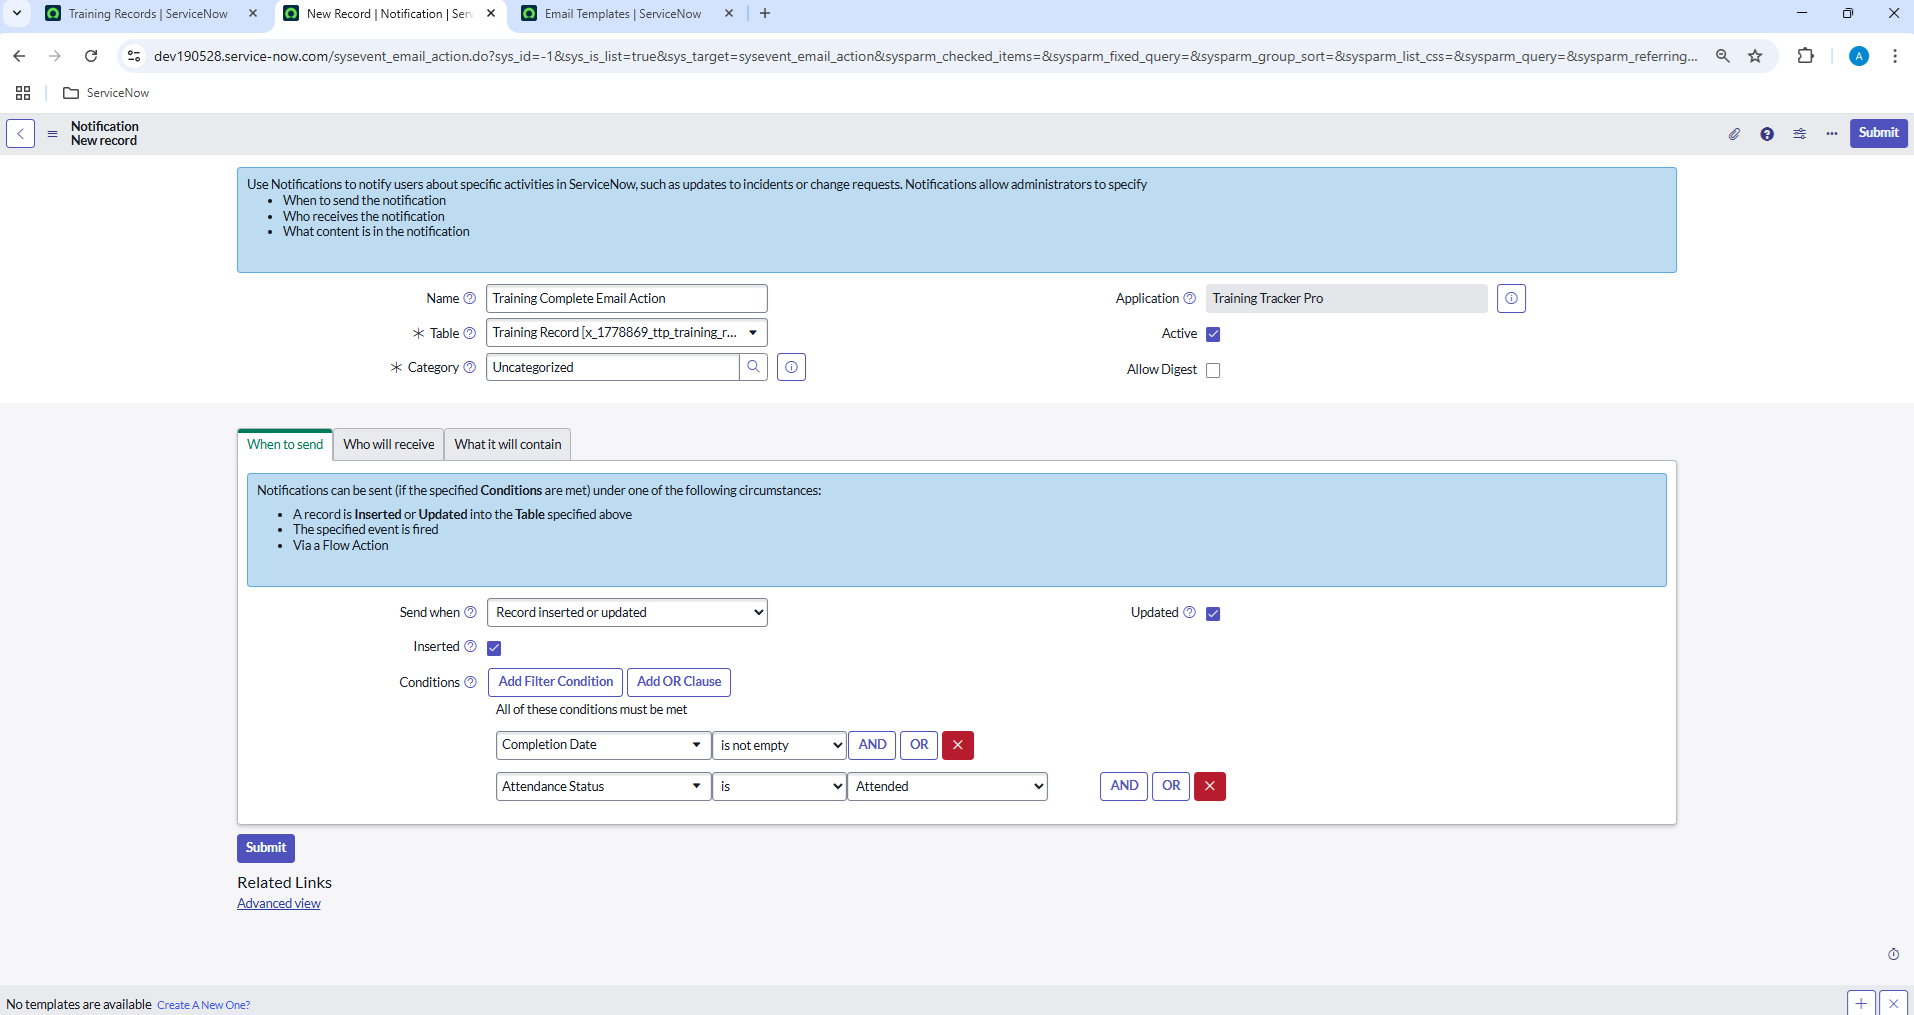 Training Records | ServiceNow
New Record | Notification | Serv
Email Templates | ServiceNow
dev190528.service-now.com/sysevent_email_action.do?sys_id=-1&sys_is_list=true&sys_target=sysevent_email_action&sysparm_checked_items=&sysparm_fixed_query=&sysparm_group_sort=&sysparm_list_css=&sysparm_query=&sysparm_referring...
A
ServiceNow
Notification
New record
Submit
Use Notifications to notify users about specific activities in ServiceNow, such as updates to incidents or change requests. Notifications allow administrators to specify
• When to send the notification
• Who receives the notification
• What content is in the notification
Name
Training Complete Email Action
Application
Training Tracker Pro
Table
Training Record [x_1778869_ttp_training_r...
Active
Category
Uncategorized
Allow Digest
When to send
Who will receive
What it will contain
Notifications can be sent (if the specified Conditions are met) under one of the following circumstances:
• A record is Inserted or Updated into the Table specified above
• The specified event is fired
• Via a Flow Action
Send when
Record inserted or updated
Updated
Inserted
Conditions
Add Filter Condition
Add OR Clause
All of these conditions must be met
Completion Date
is not empty
AND
OR
Attendance Status
is
Attended
AND
OR
Submit
Related Links
Advanced view
No templates are available Create A New One?